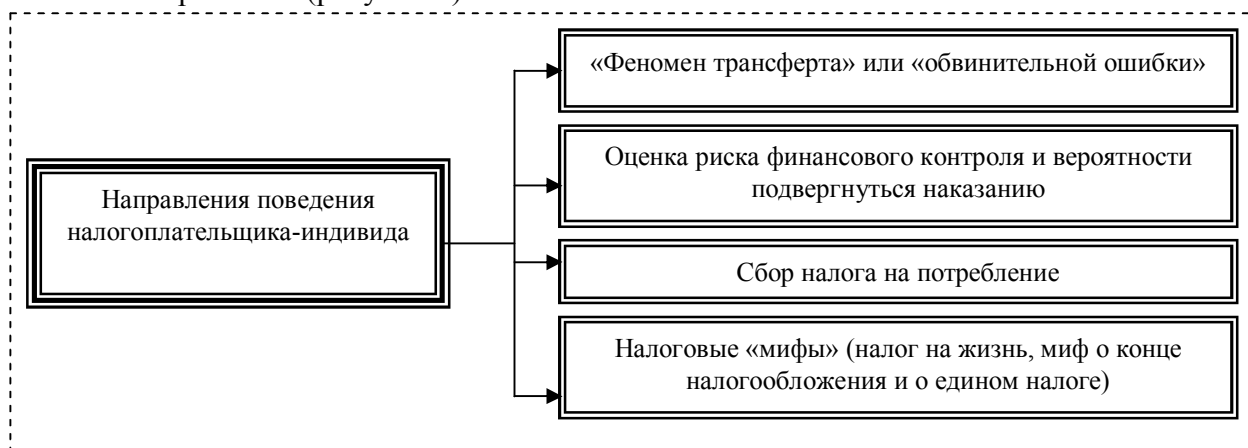 «Феномен трансферта» или «обвинительной ошибки»
Оценка риска финансового контроля и вероятности
подвергнуться наказанию
Направления поведения
налогоплательщика-индивида
Сбор налога на потребление
Налоговые «мифы» (налог на жизнь, миф о конце
налогообложения и о едином налоге)